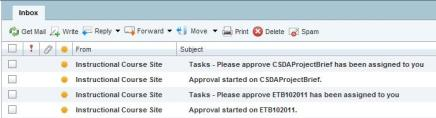 Inbox
Get Mail Write Reply Forward Move Print Delete Spam
From Subject
Instructional Course Site Tasks - Please approve CSDAProjectBrief has been assigned to you
Instructional Course Site Approval started on CSDAProjectBrief.
Instructional Course Site Tasks - Please approve ETB102011 has been assigned to you
Instructional Course Site Approval started on ETB102011.